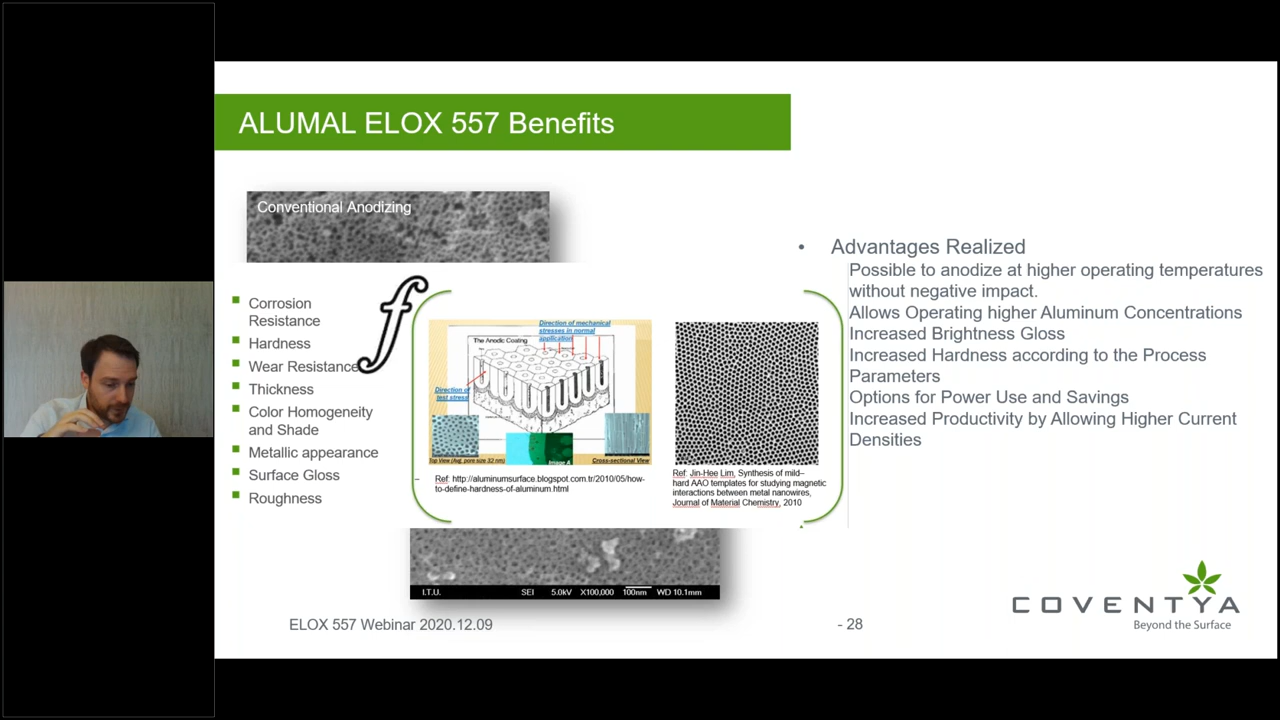 ALUMAL ELOX 557 Benefits
Conventional Anodizing
Corrosion
Resistance
Hardness
Wear Resistance
Thickness
Color Homogeneity
and Shade
Metallic appearance
Surface Gloss
Roughness
f
Direction of mechanical
stresses in normal
application
The Anodic Coating
Direction of
test stress
Top View (Avg. pore size 32 nm)
Image A
Cross-sectional View
Ref: http://aluminumsurface.blogspot.com.tr/2010/05/how-
to-define-hardness-of-aluminum.html
Ref: Jin-Hee Lim, Synthesis of mild–
hard AAO templates for studying magnetic
interactions between metal nanowires,
Journal of Material Chemistry, 2010
• Advantages Realized
Possible to anodize at higher operating temperatures
without negative impact.
Allows Operating higher Aluminum Concentrations
Increased Brightness Gloss
Increased Hardness according to the Process
Parameters
Options for Power Use and Savings
Increased Productivity by Allowing Higher Current
Densities
I.T.U. SEI 5.0kV X100,000 100nm WD 10.1mm
ELOX 557 Webinar 2020.12.09
- 28
COVENTYA
Beyond the Surface